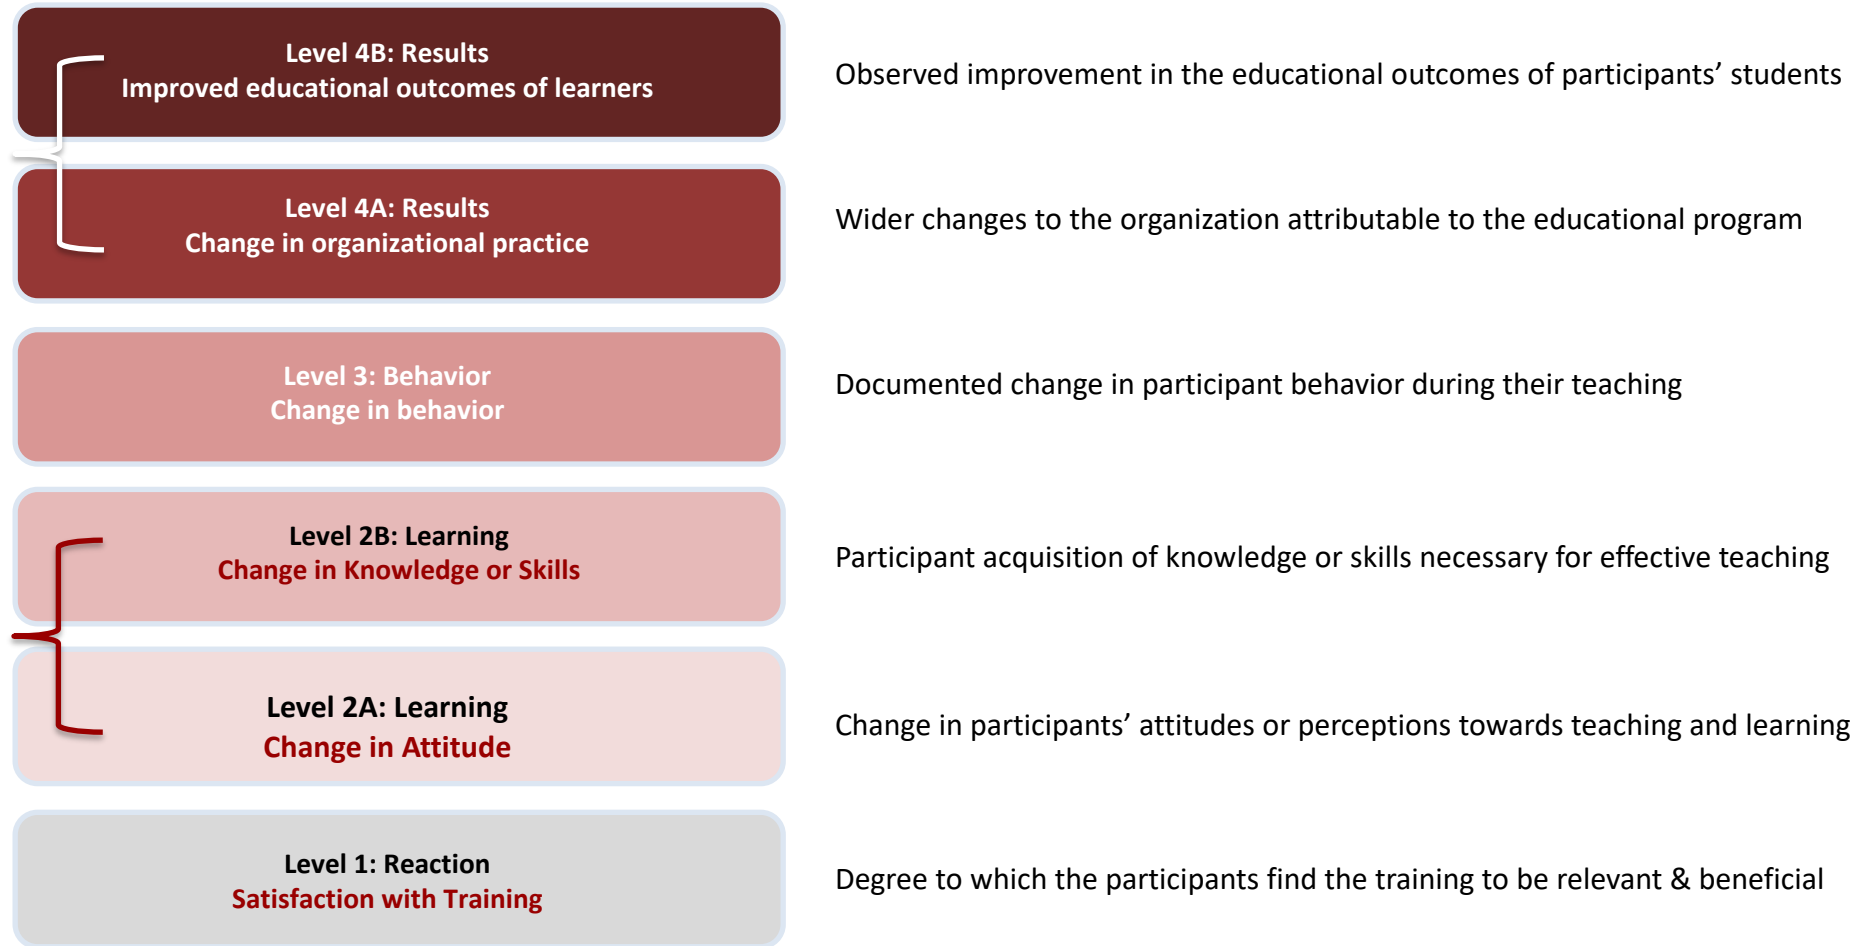 Level 4B: Results
Improved educational outcomes of learners
Observed improvement in the educational outcomes of participants’ students
Level 4A: Results
Change in organizational practice
Wider changes to the organization attributable to the educational program
Level 3: Behavior
Change in behavior
Documented change in participant behavior during their teaching
Level 2B: Learning
Change in Knowledge or Skills
Participant acquisition of knowledge or skills necessary for effective teaching
Level 2A: Learning
Change in Attitude
Change in participants’ attitudes or perceptions towards teaching and learning
Level 1: Reaction
Satisfaction with Training
Degree to which the participants find the training to be relevant & beneficial